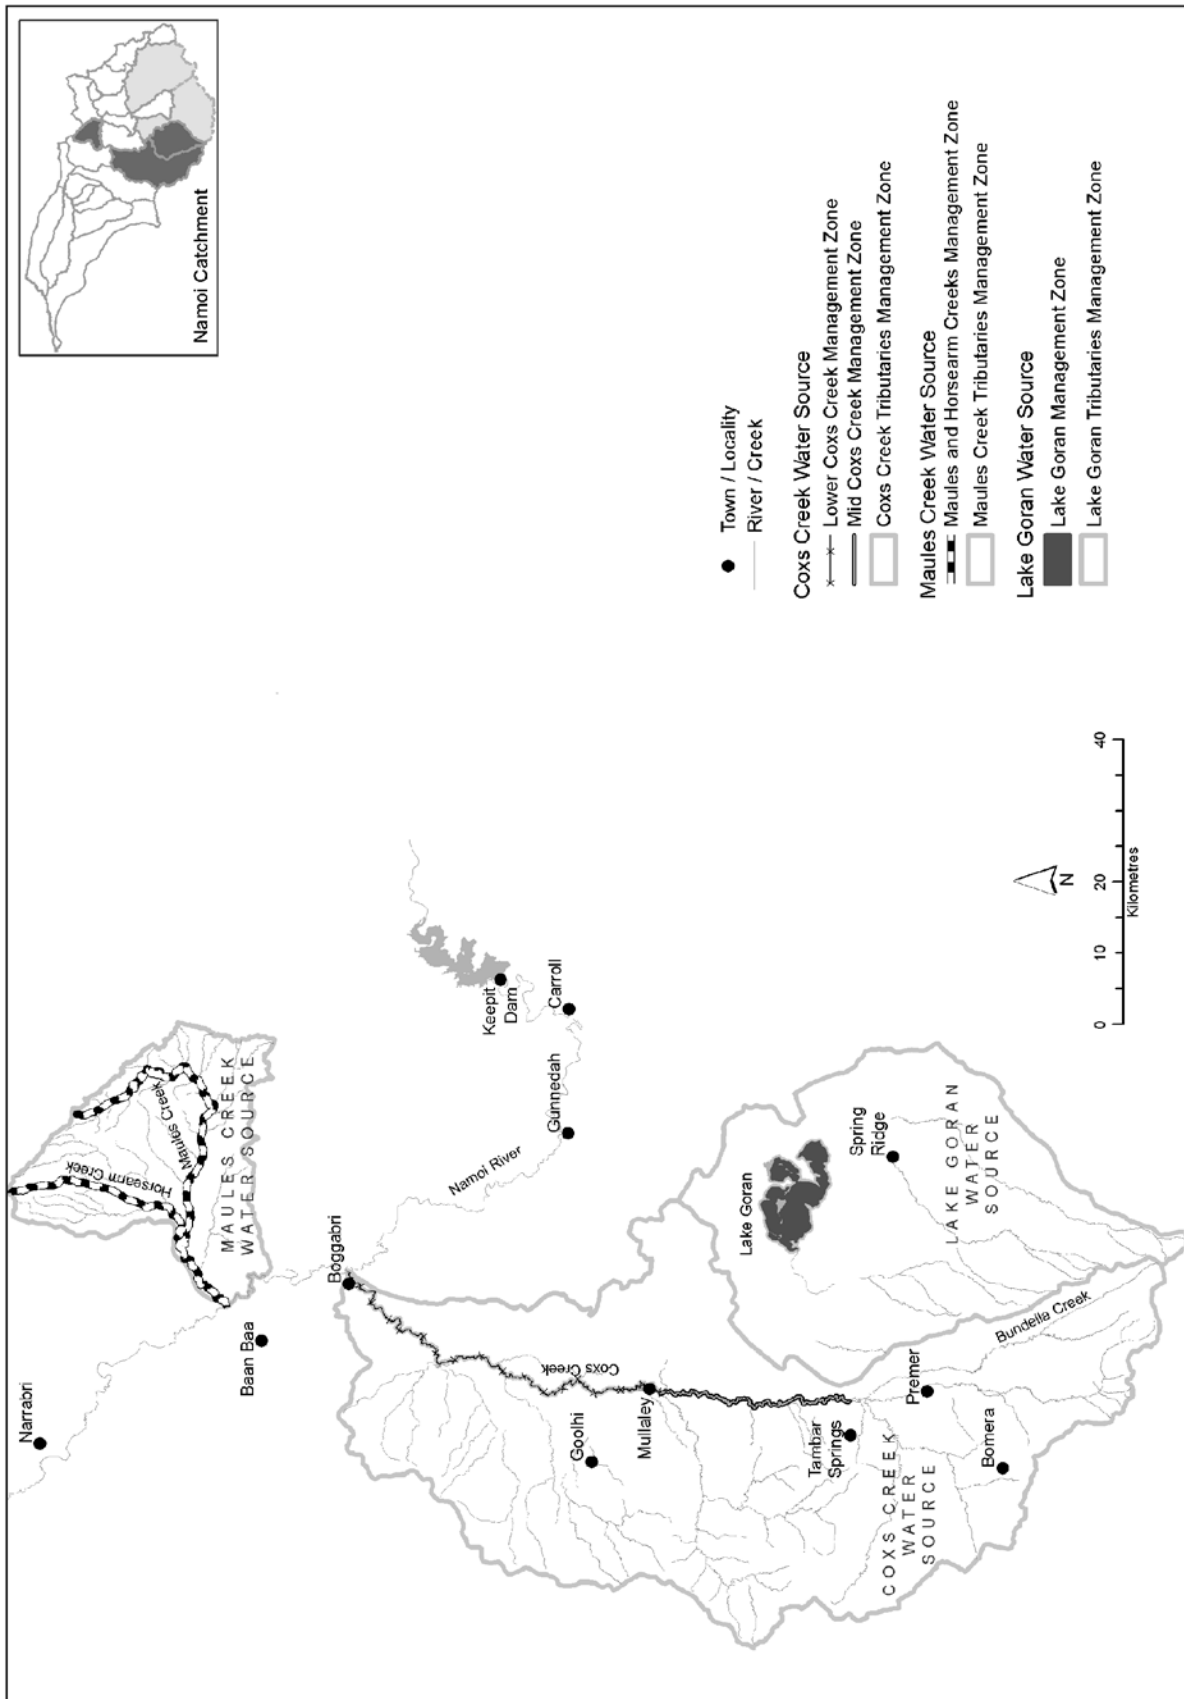 Namoi Catchment
Narrabri
Baan Baa
Horsearm Creek
Maules Creek
MAULES CREEK
WATER SOURCE
Boggabri
Namoi River
Gunnedah
Keepit
Dam
Carroll
Coxs Creek
Goolhi
Mullaley
Lake Goran
Tambar
Springs
COXS CREEK
WATER
SOURCE
Premer
Bomera
Bundella Creek
Spring
Ridge
LAKE GORAN
WATER
SOURCE
N
0 10 20 40
Kilometres
Town / Locality
River / Creek
Coxs Creek Water Source
Lower Coxs Creek Management Zone
Mid Coxs Creek Management Zone
Coxs Creek Tributaries Management Zone
Maules Creek Water Source
Maules and Horsearm Creeks Management Zone
Maules Creek Tributaries Management Zone
Lake Goran Water Source
Lake Goran Management Zone
Lake Goran Tributaries Management Zone